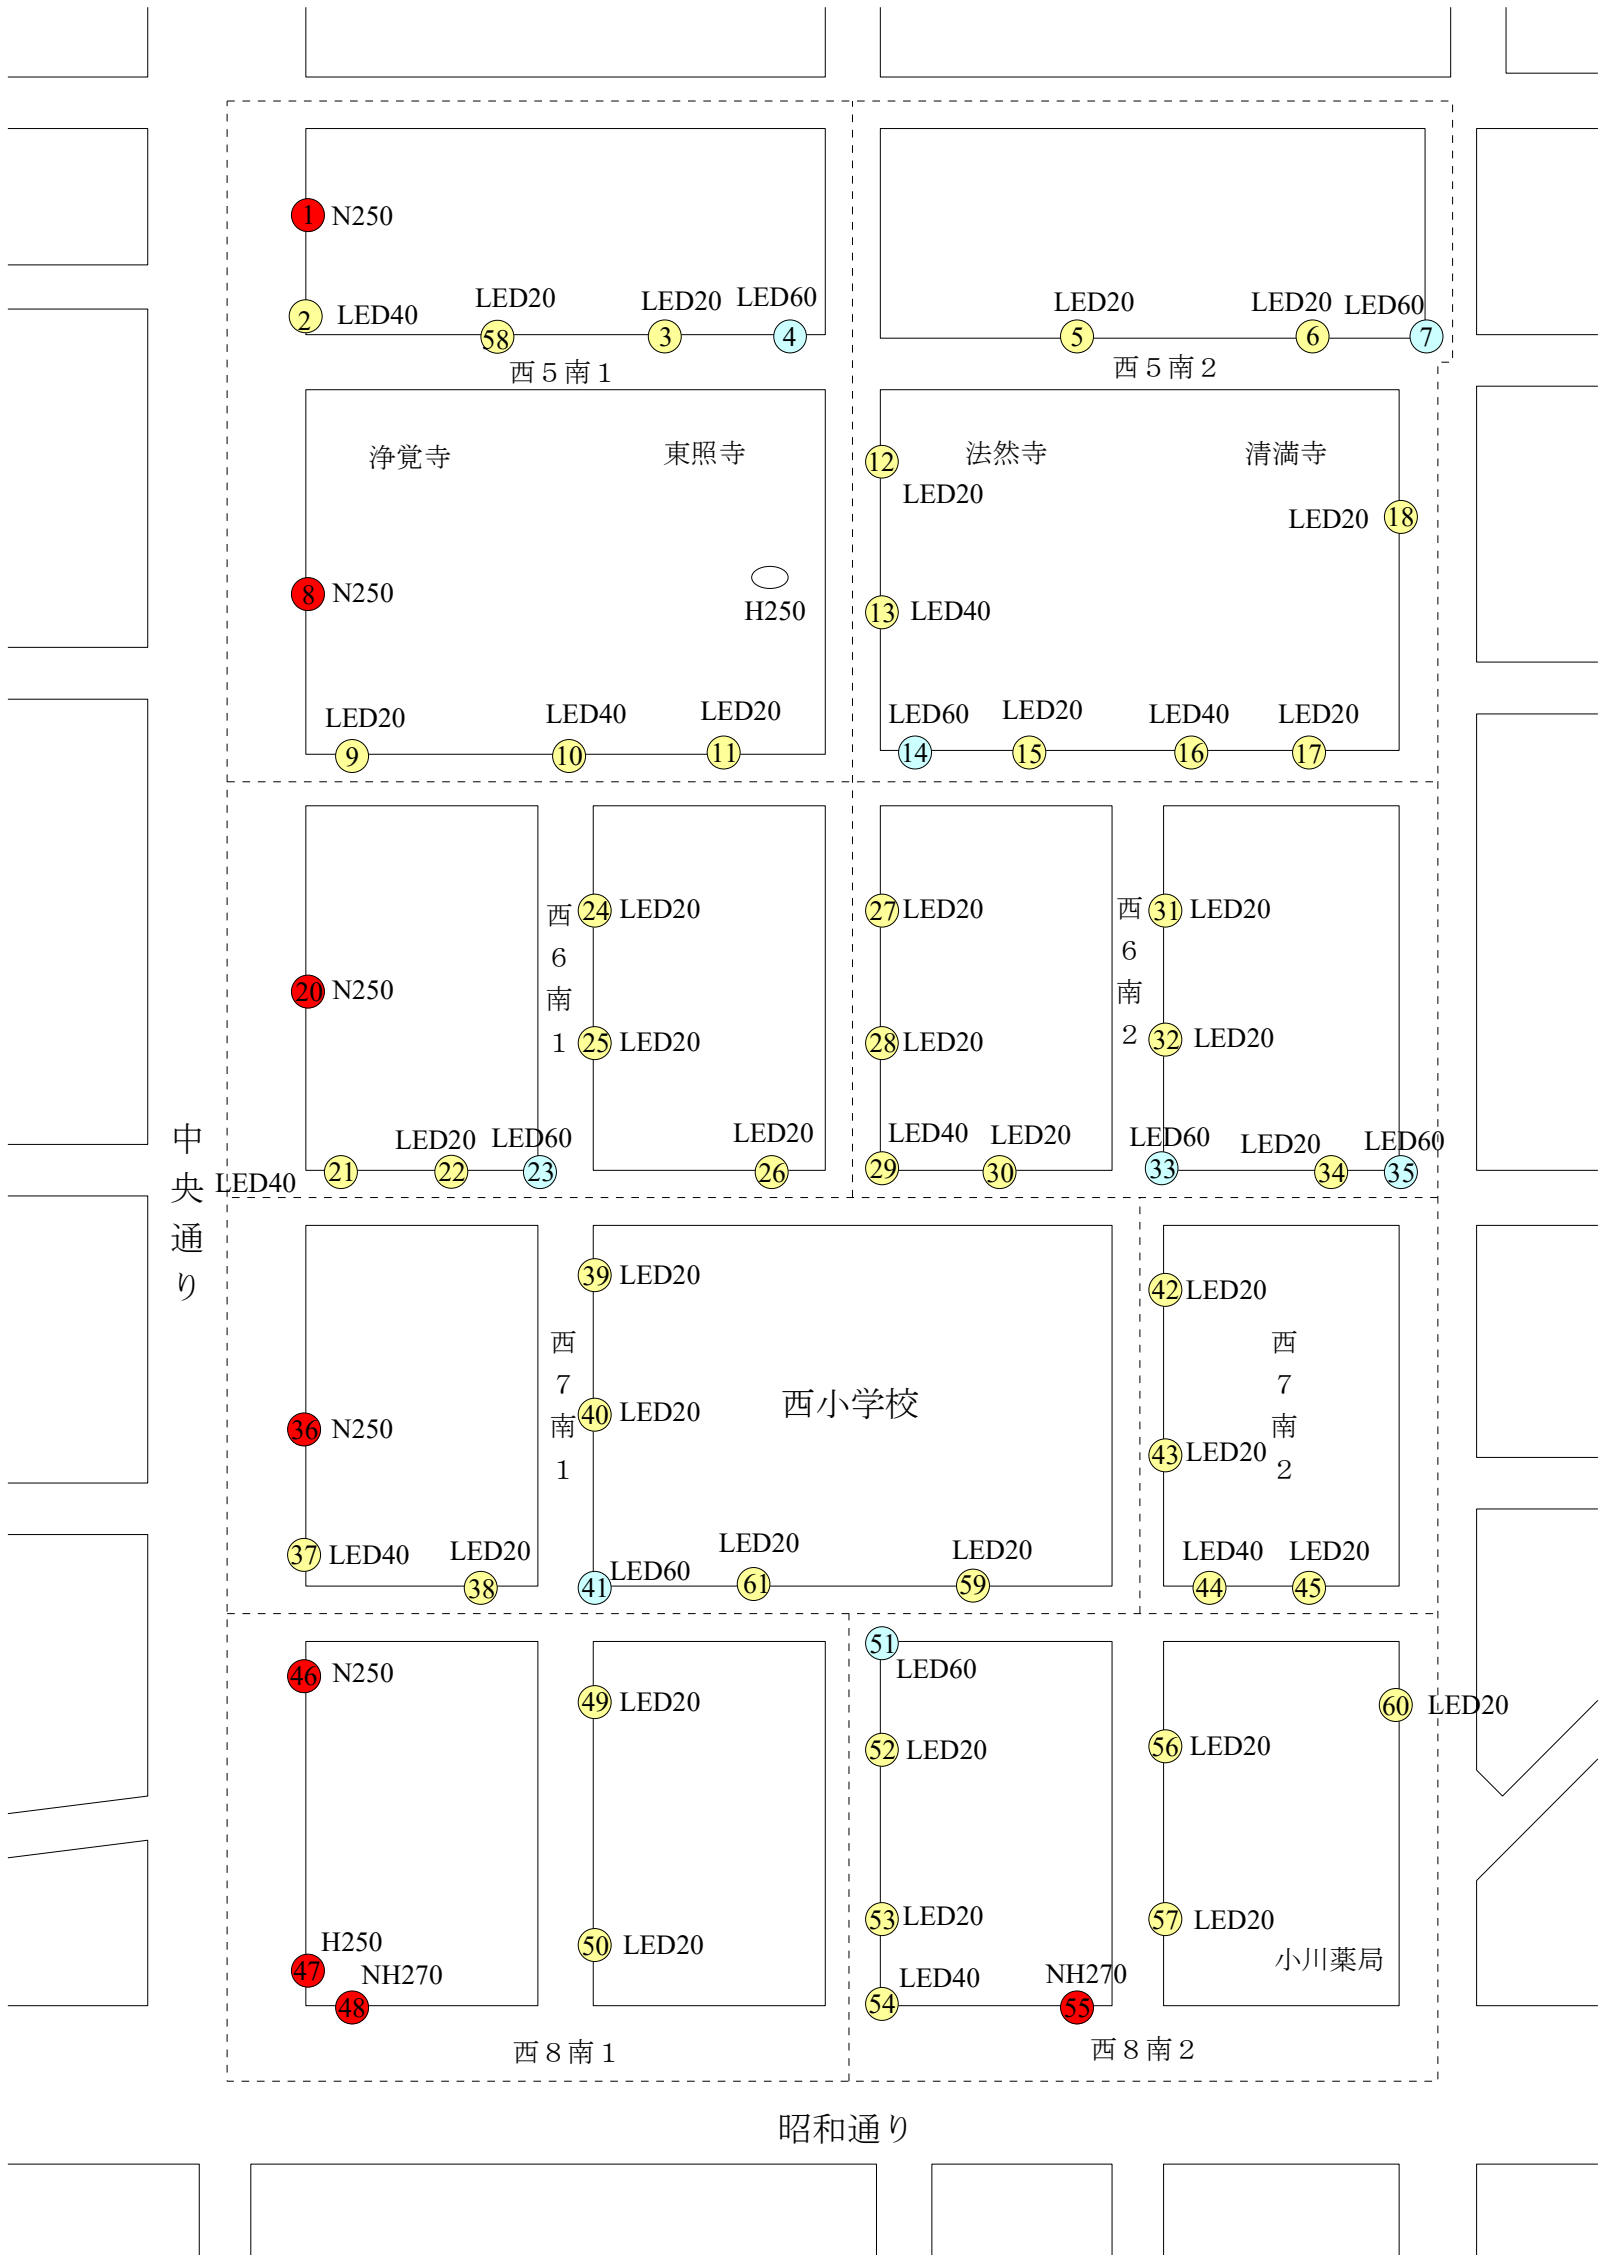 1 N250
LED20 LED20 LED60 LED20 LED20 LED60
2 LED40 58 3 4 5 6 7
西5南1 西5南2
浄覚寺 東照寺 法然寺 清満寺
12
LED20
LED20 18
8 N250 H250 13 LED40
LED20 LED40 LED20 LED60 LED20 LED40 LED20
9 10 11 14 15 16 17
西6南1
24 LED20
27 LED20
西6南2
31 LED20
20 N250
25 LED20
28 LED20
32 LED20
LED20 LED60 LED20 LED40 LED20 LED60 LED20 LED60
21 22 23 26 29 30 33 34 35
LED40
中央通り
39 LED20
42 LED20
西7南1
西小学校
西7南2
36 N250
40 LED20
43 LED20
37 LED40
LED20
38
LED60
41
LED20
61
LED20
59
LED40
44
LED20
45
46 N250
49 LED20
51
LED60
52 LED20
56 LED20
60 LED20
53 LED20
57 LED20
50 LED20
H250
47
NH270
48
LED40
54
NH270
55
小川薬局
西8南1 西8南2
昭和通り